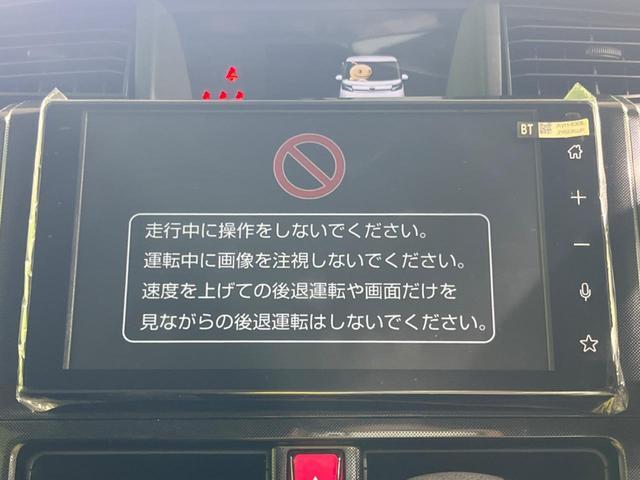 BT
走行中に操作をしないでください。
運転中に画像を注視しないでください。
速度を上げての後退運転や画面だけを
見ながらの後退運転はしないでください。